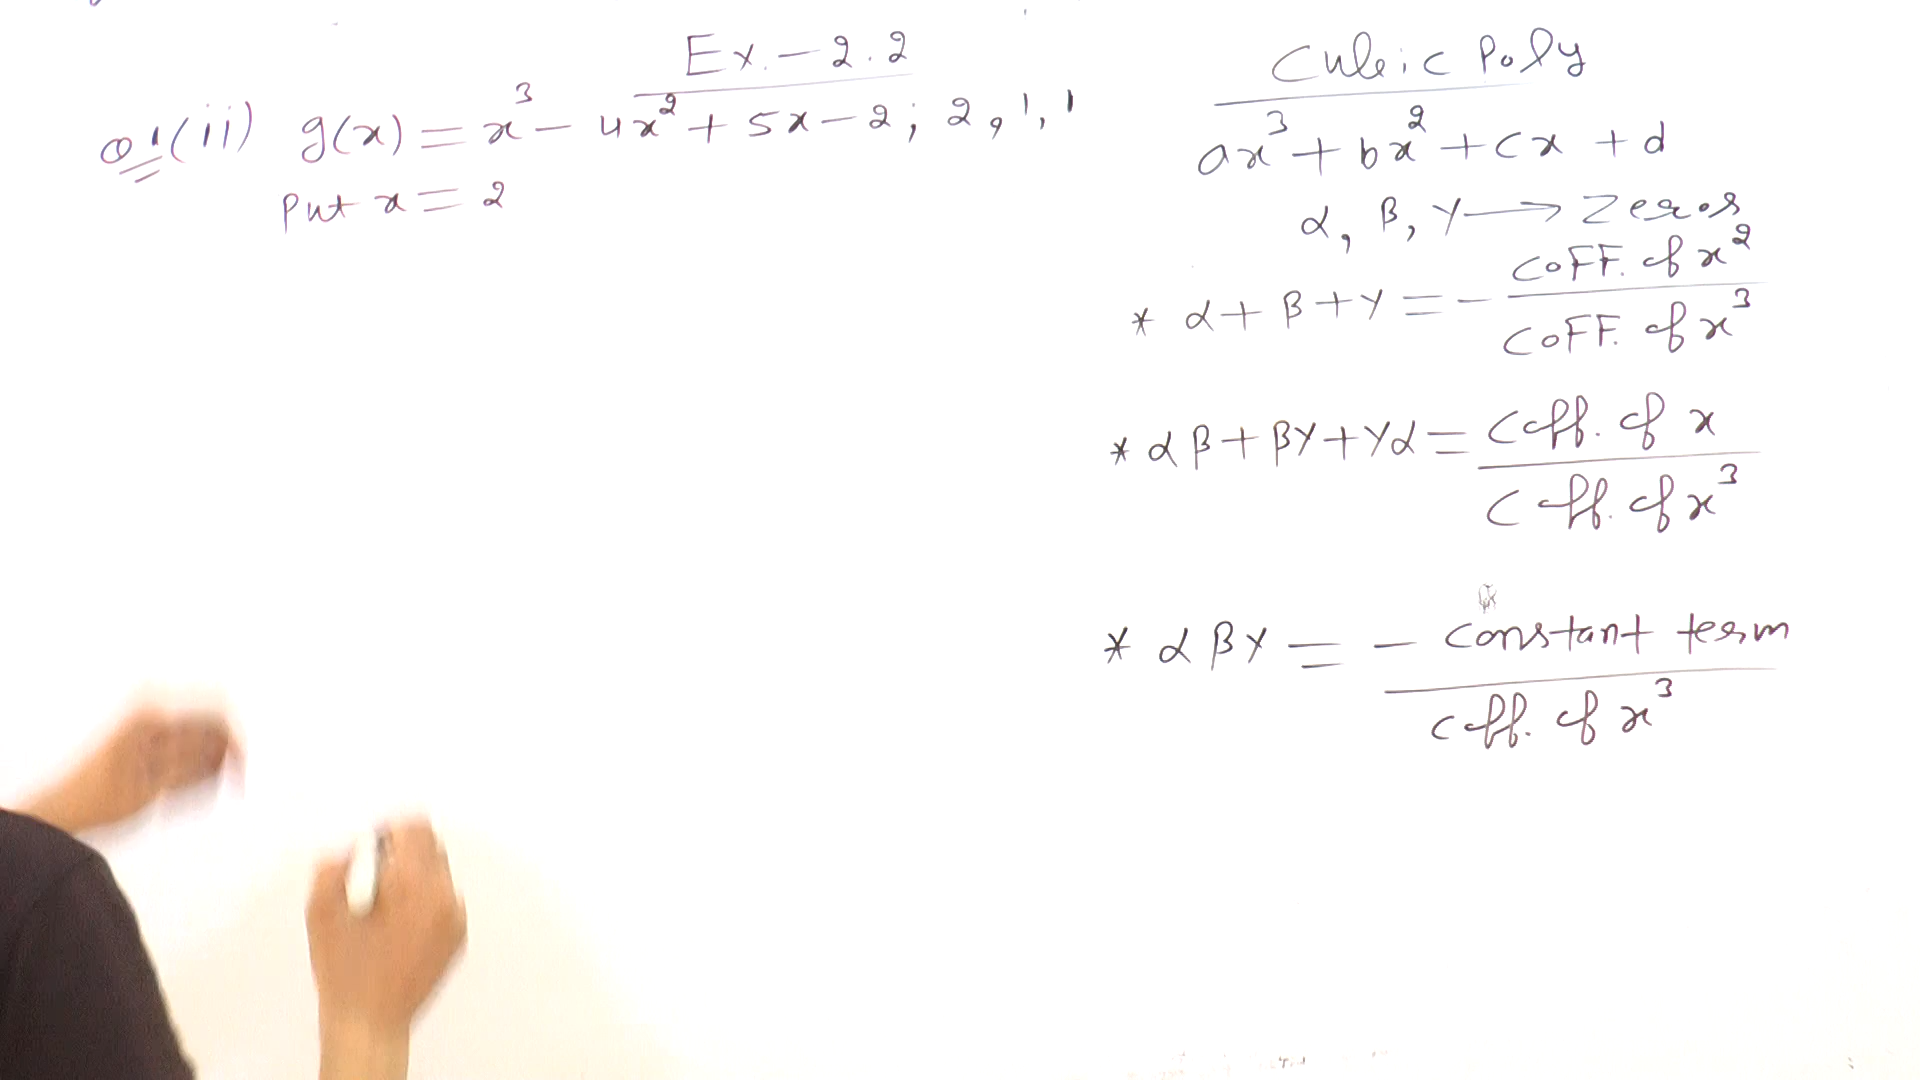 Ex.-2.2
Q1(ii) g(x) = x³ - 4x² + 5x - 2; 2, 1, 1
Put x = 2
Cubic Poly
ax³ + bx² + cx + d
α, β, γ → Zeros
* α + β + γ = - COFF. of x² / COFF. of x³
* αβ + βγ + γα = Coff. of x / Coff. of x³
* αβγ = - Constant term / Coff. of x³